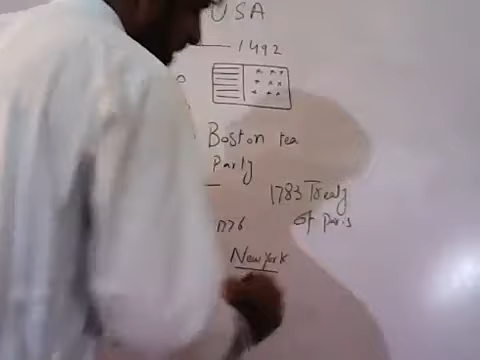 USA
1492
Boston tea
Party
1783 Treaty
of Paris
1776
New York